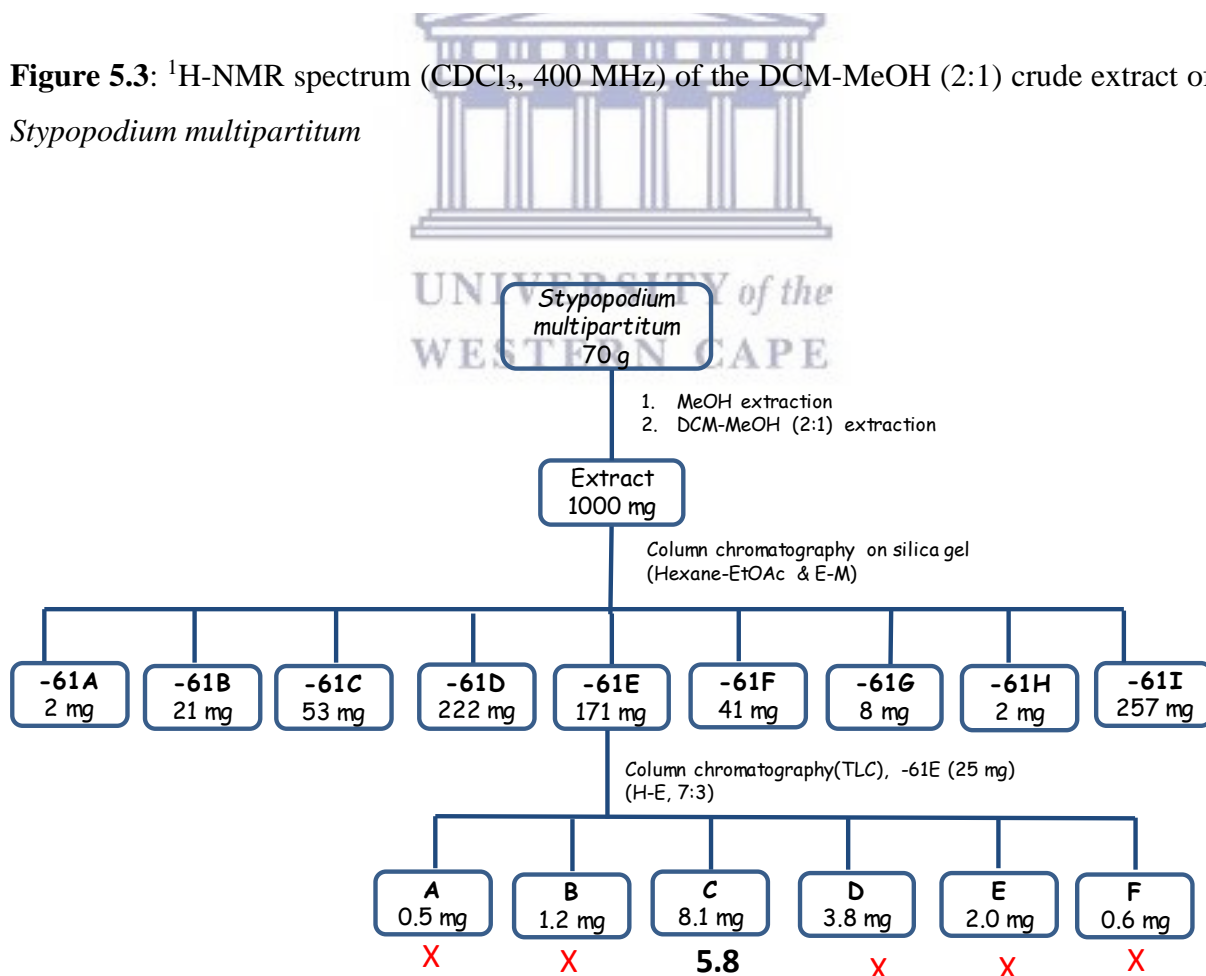 Figure 5.3: ¹H-NMR spectrum (CDCl₃, 400 MHz) of the DCM-MeOH (2:1) crude extract of
Stypopodium multipartitum
UNIVERSITY of the
WESTERN CAPE
Stypopodium
multipartitum
70 g
1. MeOH extraction
2. DCM-MeOH (2:1) extraction
Extract
1000 mg
Column chromatography on silica gel
(Hexane-EtOAc & E-M)
-61A
2 mg
-61B
21 mg
-61C
53 mg
-61D
222 mg
-61E
171 mg
-61F
41 mg
-61G
8 mg
-61H
2 mg
-61I
257 mg
Column chromatography(TLC), -61E (25 mg)
(H-E, 7:3)
A
0.5 mg
B
1.2 mg
C
8.1 mg
D
3.8 mg
E
2.0 mg
F
0.6 mg
X X 5.8 X X X